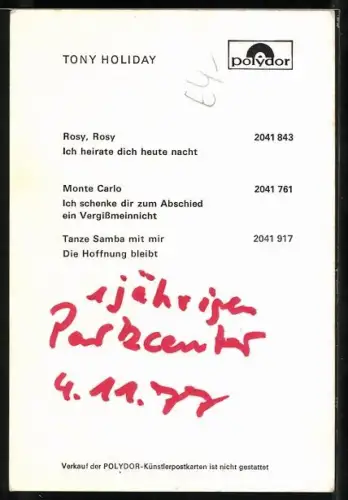 TONY HOLIDAY
polydor
£4,-
Rosy, Rosy 2041 843
Ich heirate dich heute nacht
Monte Carlo 2041 761
Ich schenke dir zum Abschied
ein Vergißmeinnicht
Tanze Samba mit mir 2041 917
Die Hoffnung bleibt
1jährigen
Parkcenter
4.11.77
Verkauf der POLYDOR-Künstlerpostkarten ist nicht gestattet